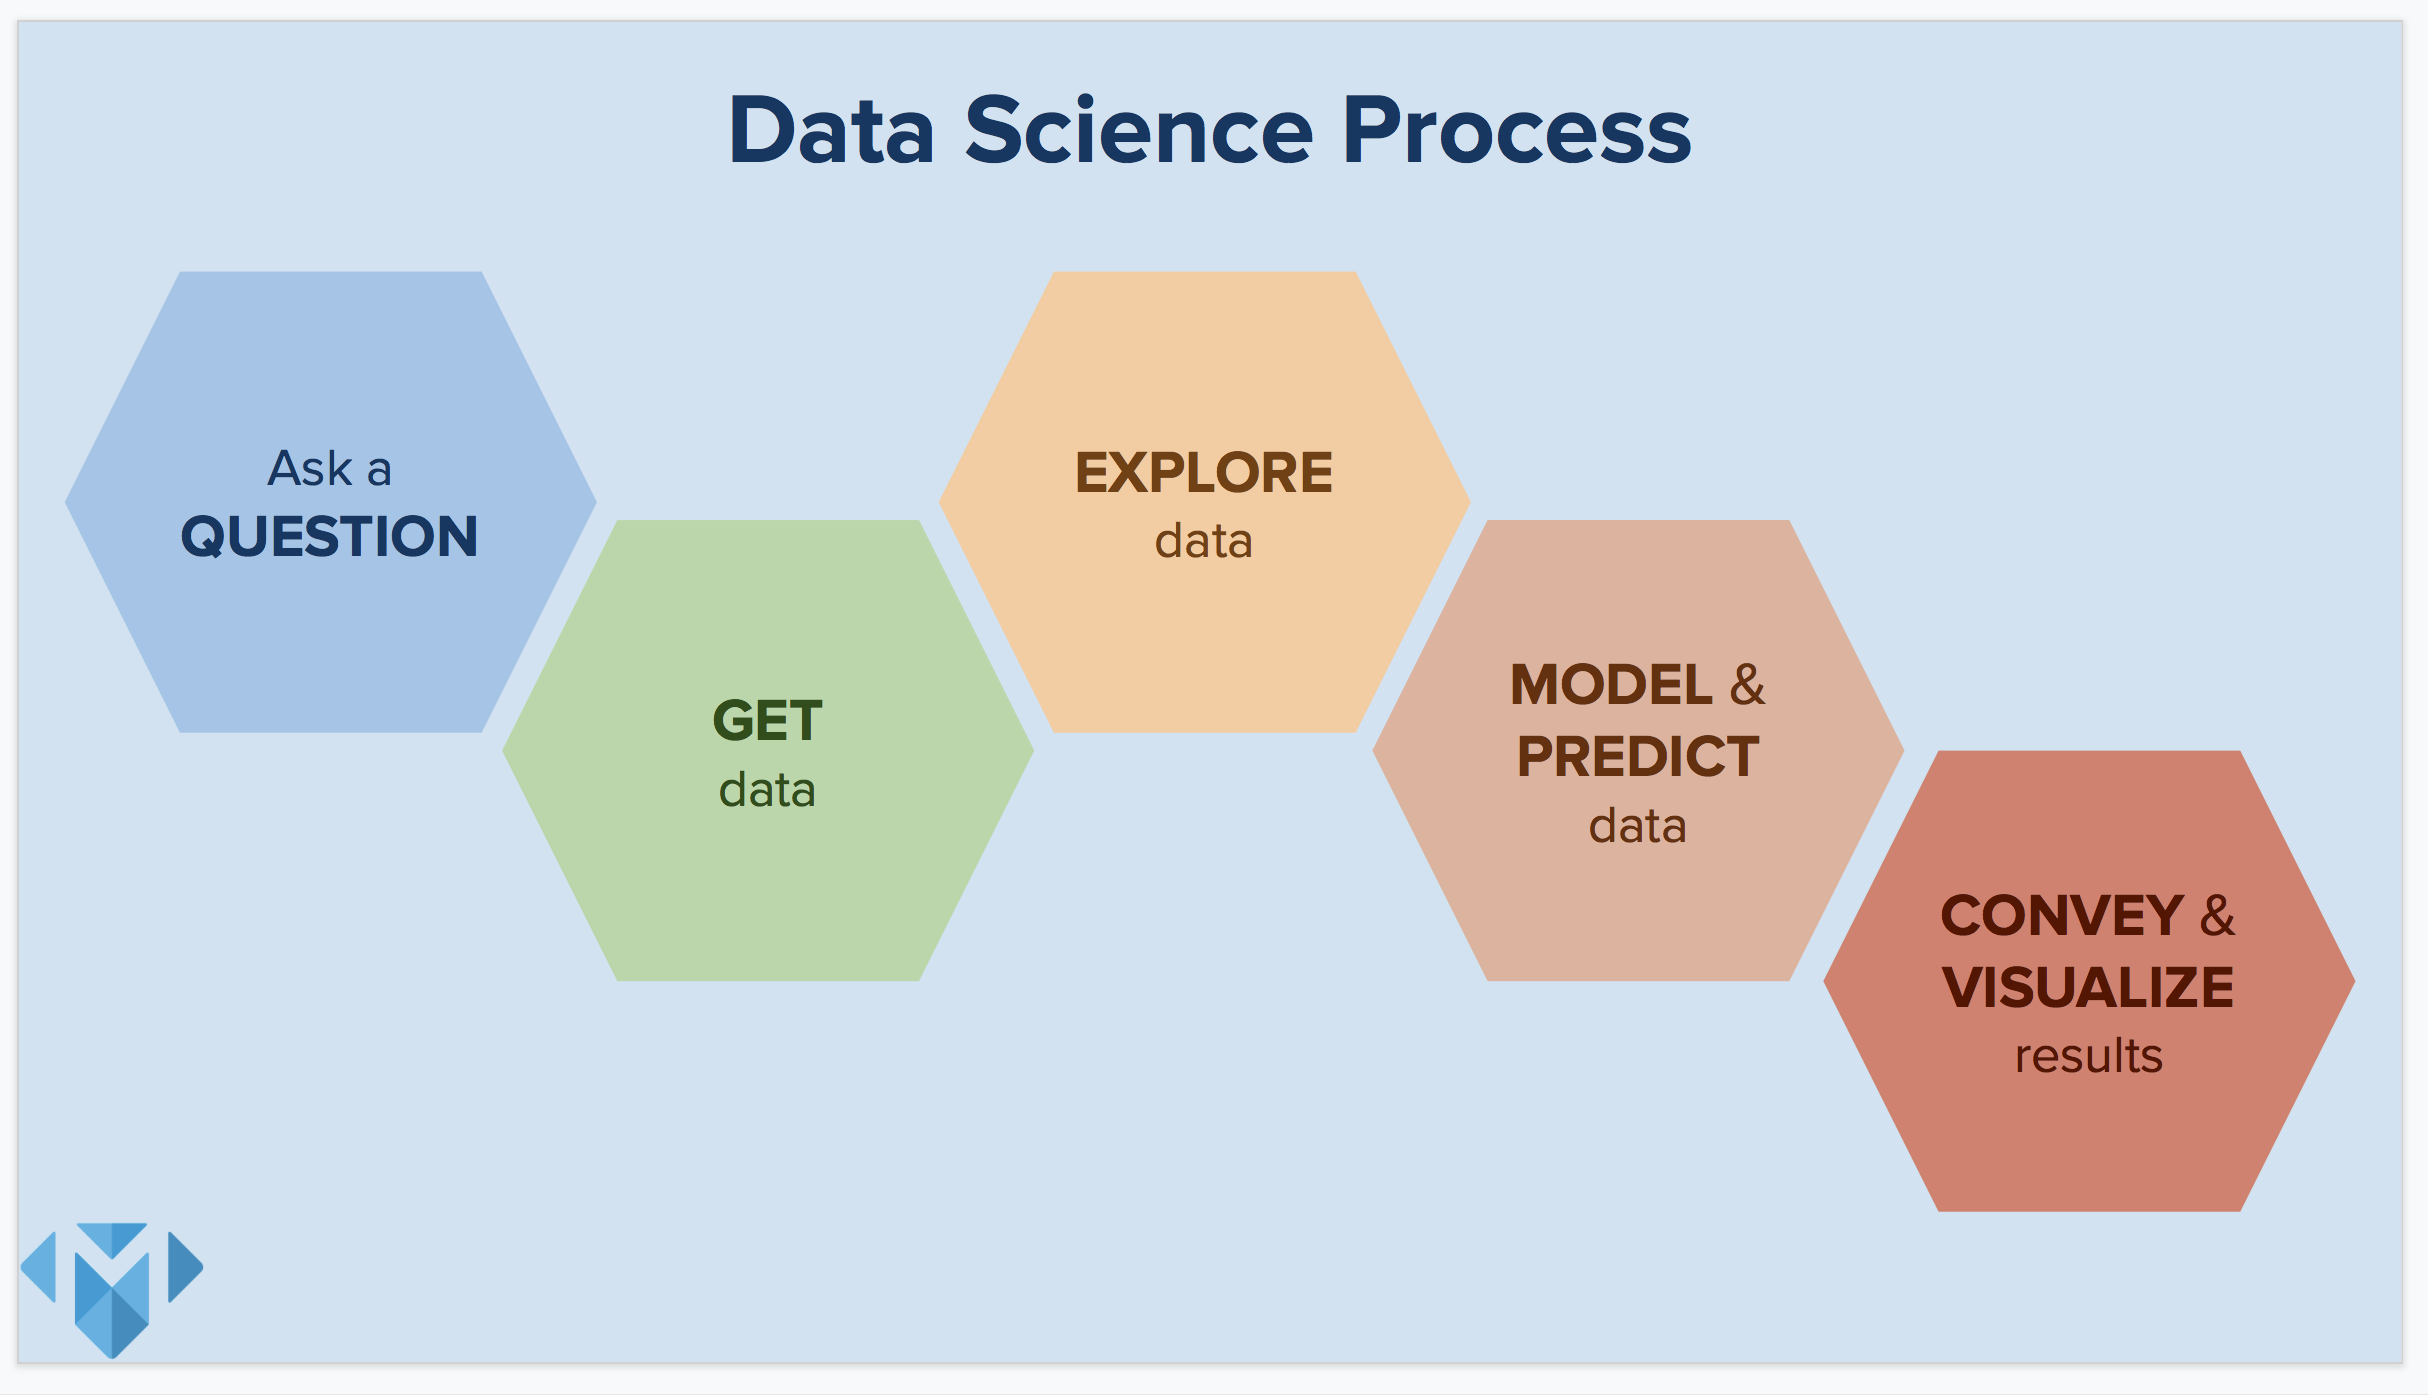 Data Science Process
Ask a
QUESTION
GET
data
EXPLORE
data
MODEL &
PREDICT
data
CONVEY &
VISUALIZE
results